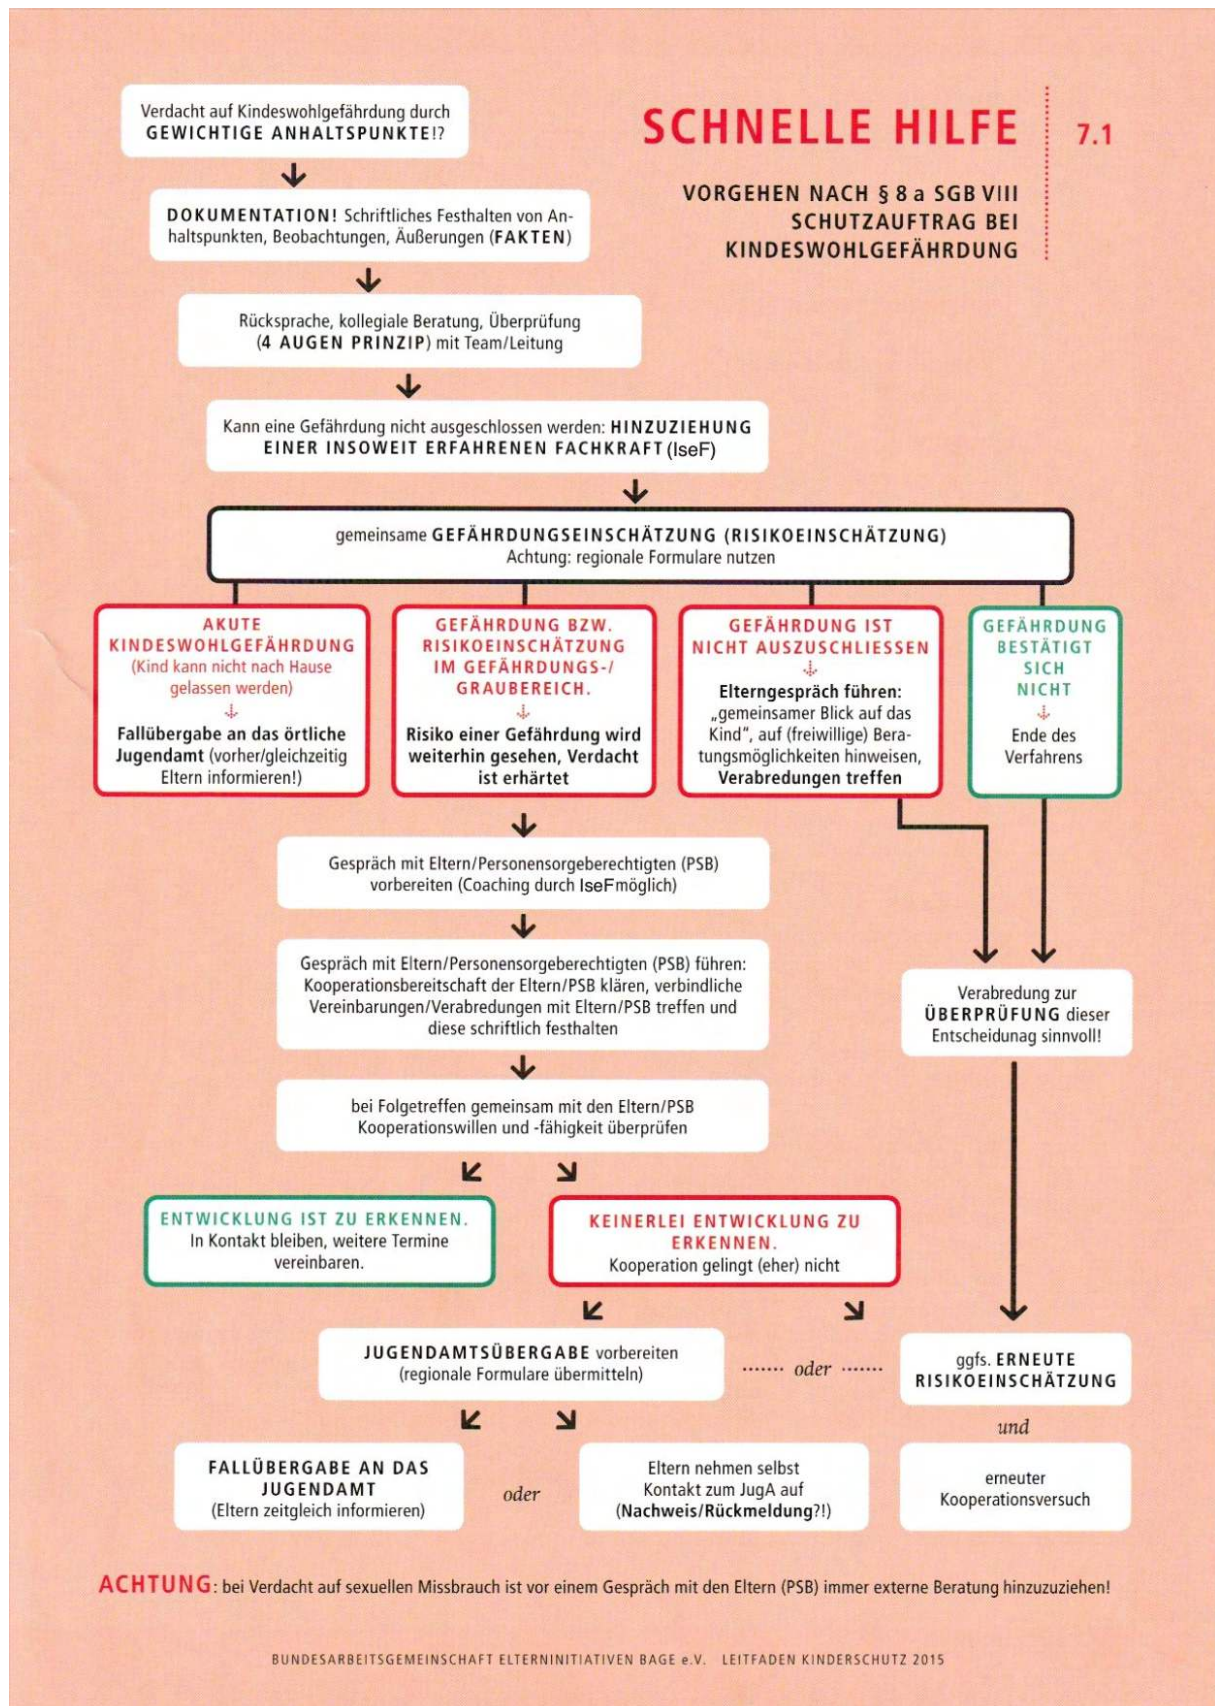 Verdacht auf Kindeswohlgefährdung durch
GEWICHTIGE ANHALTSPUNKTE!?
SCHNELLE HILFE
7.1
VORGEHEN NACH § 8 a SGB VIII
SCHUTZAUFTRAG BEI
KINDESWOHLGEFÄHRDUNG
DOKUMENTATION! Schriftliches Festhalten von An-
haltspunkten, Beobachtungen, Äußerungen (FAKTEN)
Rücksprache, kollegiale Beratung, Überprüfung
(4 AUGEN PRINZIP) mit Team/Leitung
Kann eine Gefährdung nicht ausgeschlossen werden: HINZUZIEHUNG
EINER INSOWEIT ERFAHRENEN FACHKRAFT (IseF)
gemeinsame GEFÄHRDUNGSEINSCHÄTZUNG (RISIKOEINSCHÄTZUNG)
Achtung: regionale Formulare nutzen
AKUTE
KINDESWOHLGEFÄHRDUNG
(Kind kann nicht nach Hause
gelassen werden)
Fallübergabe an das örtliche
Jugendamt (vorher/gleichzeitig
Eltern informieren!)
GEFÄHRDUNG BZW.
RISIKOEINSCHÄTZUNG
IM GEFÄHRDUNGS-/
GRAUBEREICH.
Risiko einer Gefährdung wird
weiterhin gesehen, Verdacht
ist erhärtet
GEFÄHRDUNG IST
NICHT AUSZUSCHLIESSEN
Elterngespräch führen:
„gemeinsamer Blick auf das
Kind“, auf (freiwillige) Bera-
tungsmöglichkeiten hinweisen,
Verabredungen treffen
GEFÄHRDUNG
BESTÄTIGT
SICH
NICHT
Ende des
Verfahrens
Gespräch mit Eltern/Personensorgeberechtigten (PSB)
vorbereiten (Coaching durch IseF möglich)
Gespräch mit Eltern/Personensorgeberechtigten (PSB) führen:
Kooperationsbereitschaft der Eltern/PSB klären, verbindliche
Vereinbarungen/Verabredungen mit Eltern/PSB treffen und
diese schriftlich festhalten
Verabredung zur
ÜBERPRÜFUNG dieser
Entscheidunag sinnvoll!
bei Folgetreffen gemeinsam mit den Eltern/PSB
Kooperationswillen und -fähigkeit überprüfen
ENTWICKLUNG IST ZU ERKENNEN.
In Kontakt bleiben, weitere Termine
vereinbaren.
KEINERLEI ENTWICKLUNG ZU
ERKENNEN.
Kooperation gelingt (eher) nicht
JUGENDAMTSÜBERGABE vorbereiten
(regionale Formulare übermitteln)
....... oder .......
ggfs. ERNEUTE
RISIKOEINSCHÄTZUNG
und
FALLÜBERGABE AN DAS
JUGENDAMT
(Eltern zeitgleich informieren)
oder
Eltern nehmen selbst
Kontakt zum JugA auf
(Nachweis/Rückmeldung?!)
erneuter
Kooperationsversuch
ACHTUNG: bei Verdacht auf sexuellen Missbrauch ist vor einem Gespräch mit den Eltern (PSB) immer externe Beratung hinzuzuziehen!
BUNDESARBEITSGEMEINSCHAFT ELTERNINITIATIVEN BAGE e.V. LEITFADEN KINDERSCHUTZ 2015